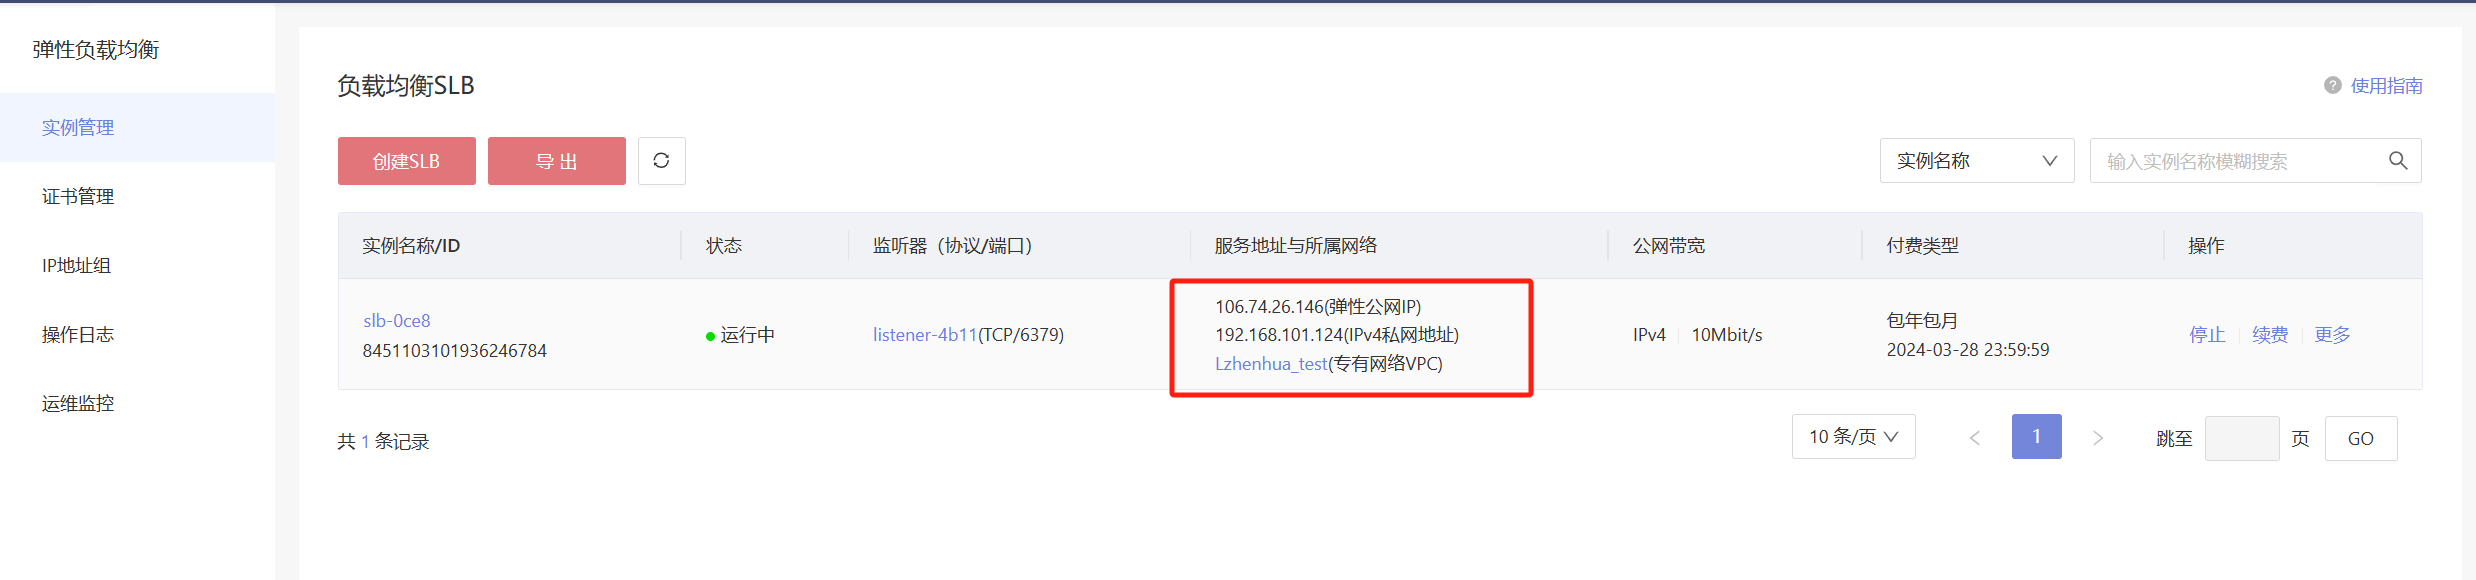 弹性负载均衡
实例管理
证书管理
IP地址组
操作日志
运维监控
负载均衡SLB
使用指南
创建SLB
导 出
实例名称
输入实例名称模糊搜索
实例名称/ID
状态
监听器（协议/端口）
服务地址与所属网络
公网带宽
付费类型
操作
slb-0ce8
8451103101936246784
运行中
listener-4b11(TCP/6379)
106.74.26.146(弹性公网IP)
192.168.101.124(IPv4私网地址)
Lzhenhua_test(专有网络VPC)
IPv4
10Mbit/s
包年包月
2024-03-28 23:59:59
停止
续费
更多
共 1 条记录
10 条/页
1
跳至
页
GO